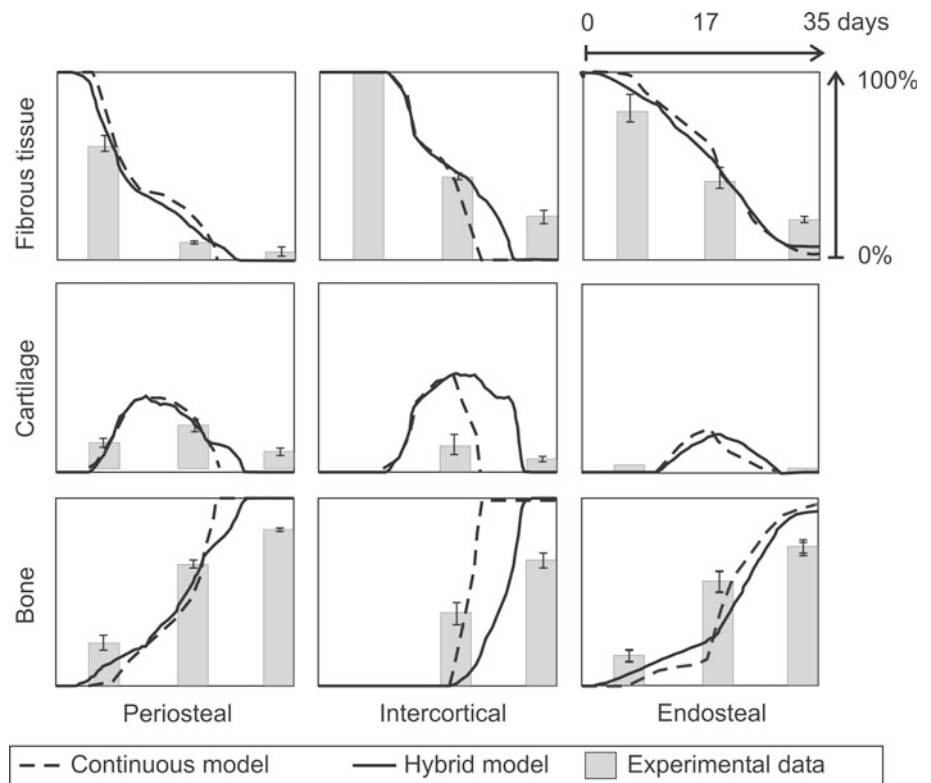 0 17 35 days
100%
0%
Fibrous tissue
Cartilage
Bone
Periosteal Intercortical Endosteal
Continuous model Hybrid model Experimental data